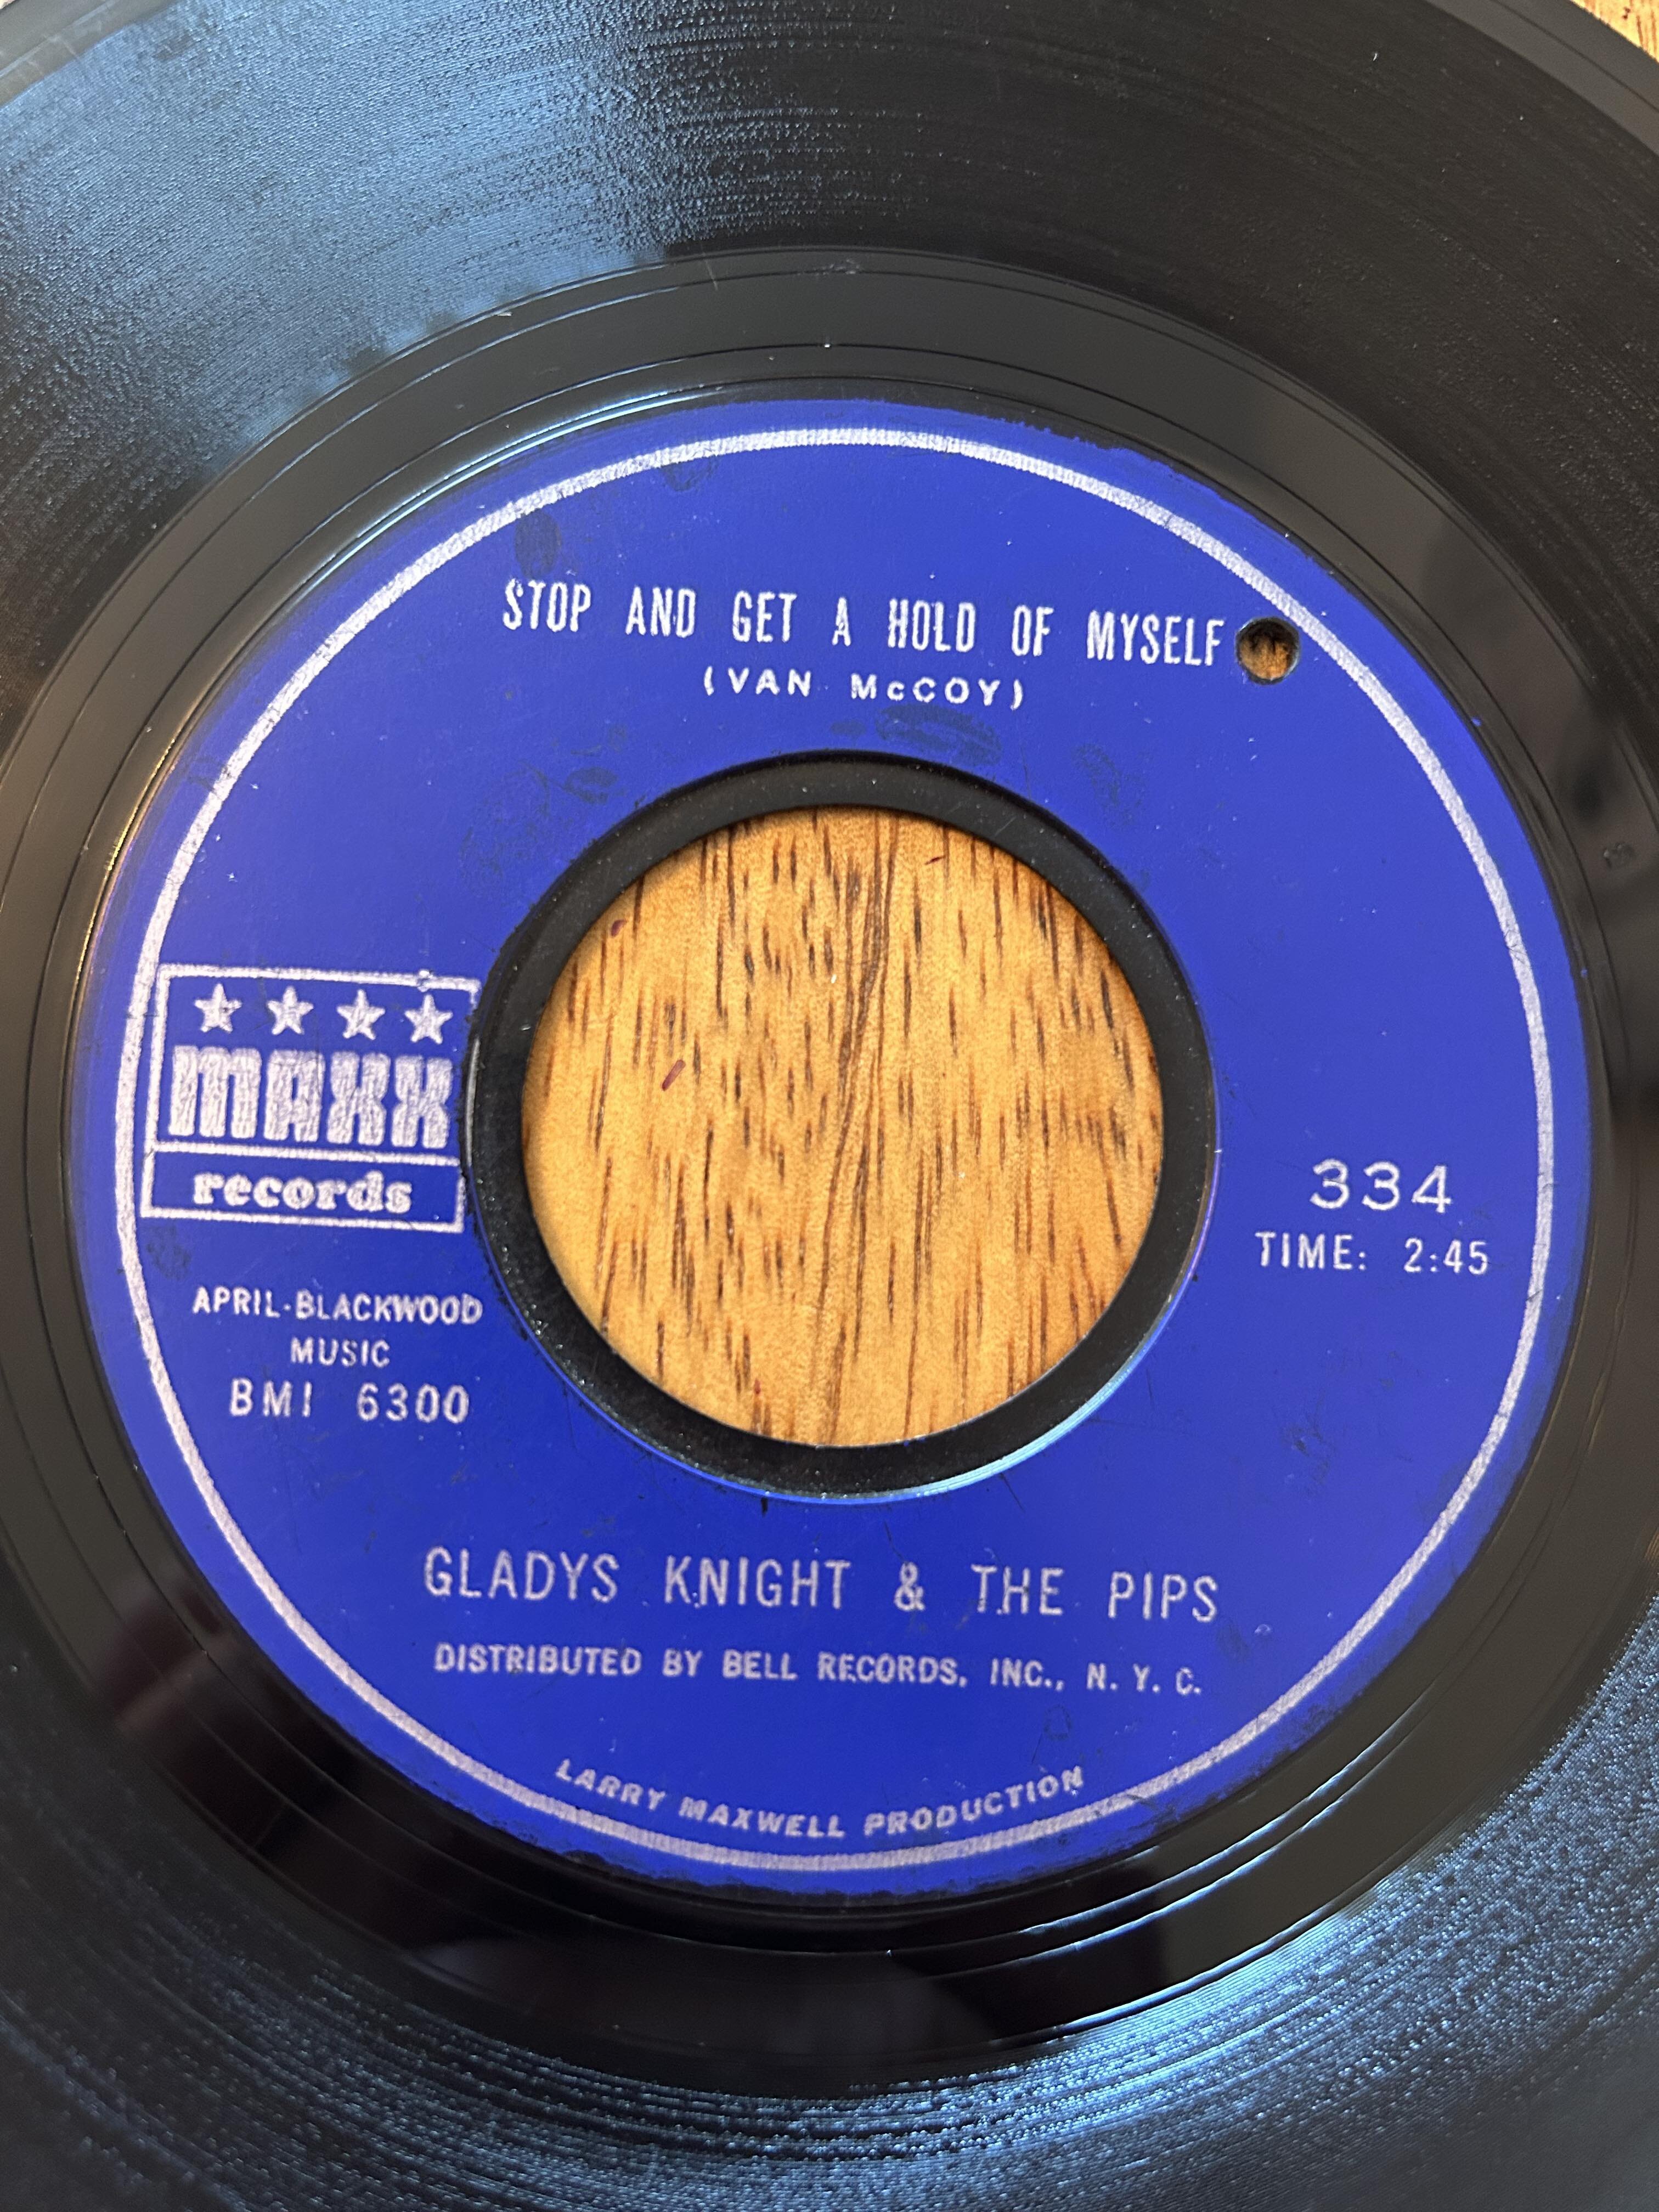 STOP AND GET A HOLD OF MYSELF
(VAN McCOY)
maxx
records
APRIL-BLACKWOOD
MUSIC
BMI 6300
334
TIME: 2:45
GLADYS KNIGHT & THE PIPS
DISTRIBUTED BY BELL RECORDS, INC., N. Y. C.
LARRY MAXWELL PRODUCTION